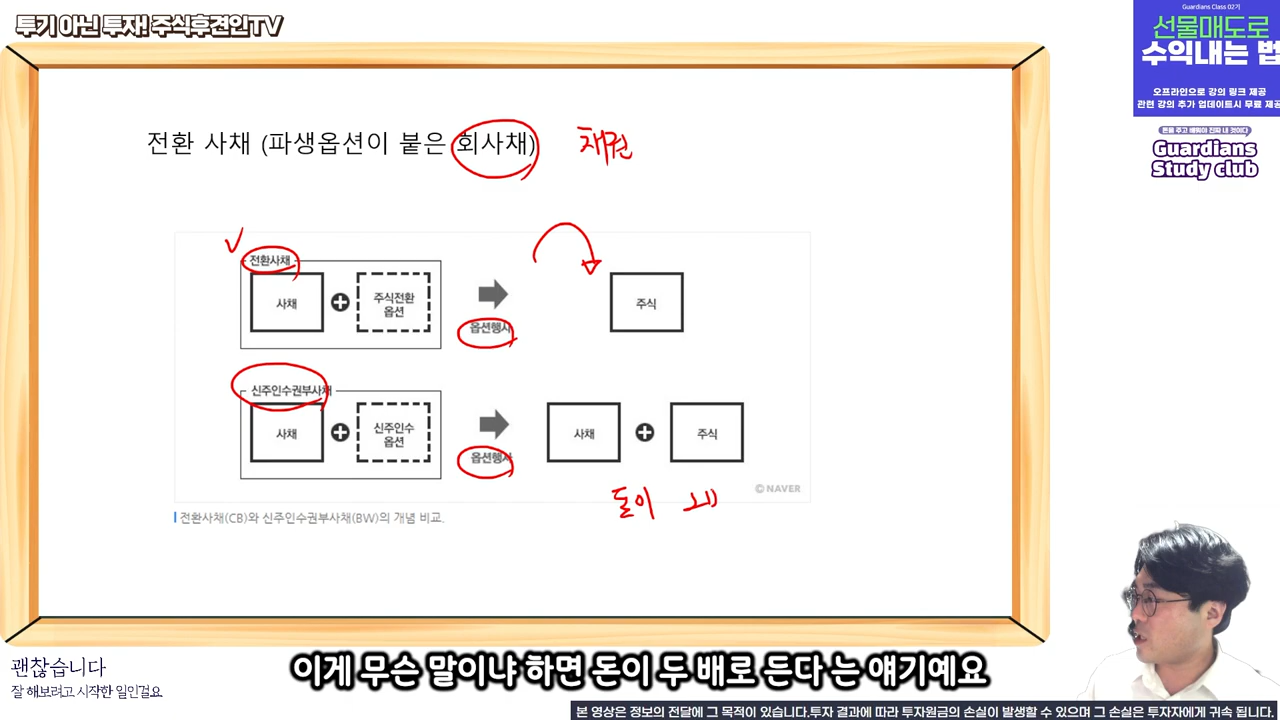 투기 아닌 투자! 주식후견인TV
Guardians Class 02기
선물매도로
수익내는 법
오프라인으로 강의 링크 제공
관련 강의 추가 업데이트시 무료 제공
돈을 주고 배워야 진짜 내 것이다
Guardians
Study club
전환 사채 (파생옵션이 붙은 회사채) 채권
전환사채
사채
주식전환
옵션
옵션행사
주식
신주인수권부사채
사채
신주인수
옵션
옵션행사
사채
주식
돈이
© NAVER
전환사채(CB)와 신주인수권부사채(BW)의 개념 비교.
괜찮습니다
잘 해보려고 시작한 일인걸요
이게 무슨 말이냐 하면 돈이 두 배로 든다 는 얘기예요
본 영상은 정보의 전달에 그 목적이 있습니다.투자 결과에 따라 투자원금의 손실이 발생할 수 있으며 그 손실은 투자자에게 귀속 됩니다.